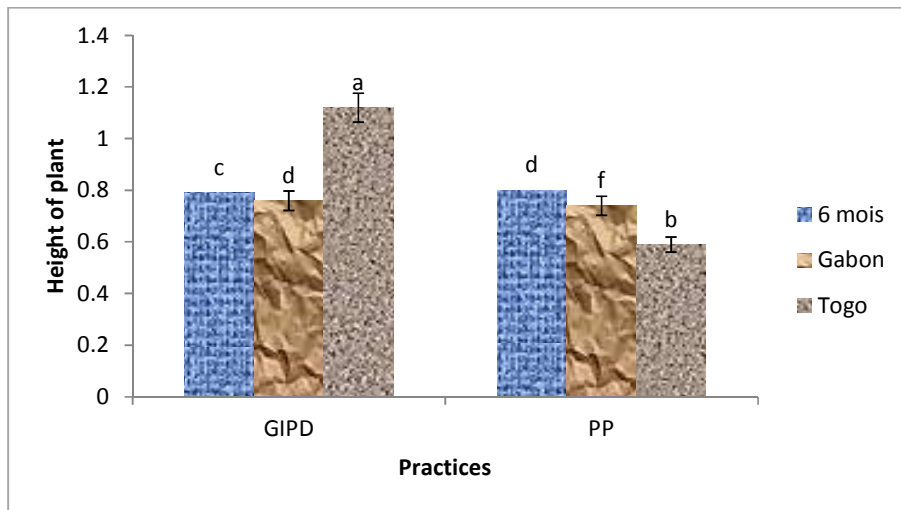 1.4
1.2
1
0.8
0.6
0.4
0.2
0
Height of plant
c
d
a
d
f
b
GIPD
PP
Practices
6 mois
Gabon
Togo